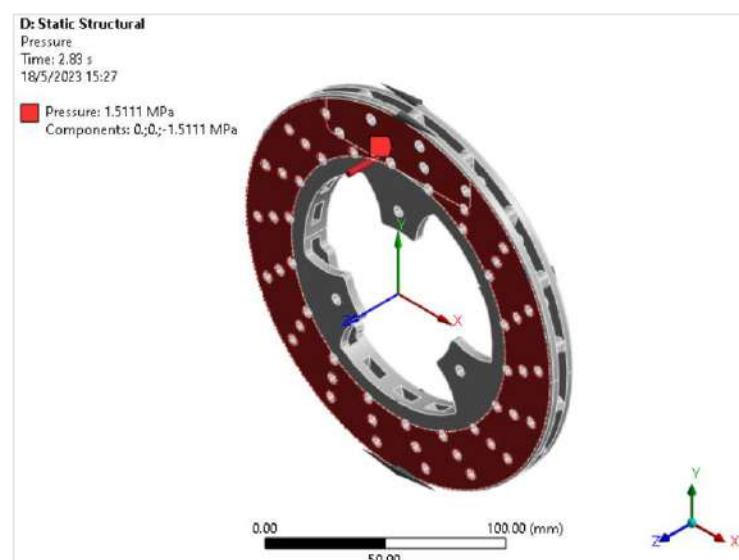 D: Static Structural
Pressure
Time: 2.83 s
18/5/2023 15:27
Pressure: 1.5111 MPa
Components: 0.;0.;-1.5111 MPa
Y
Z
X
Y
Z
X
0.00
100.00 (mm)
50.00